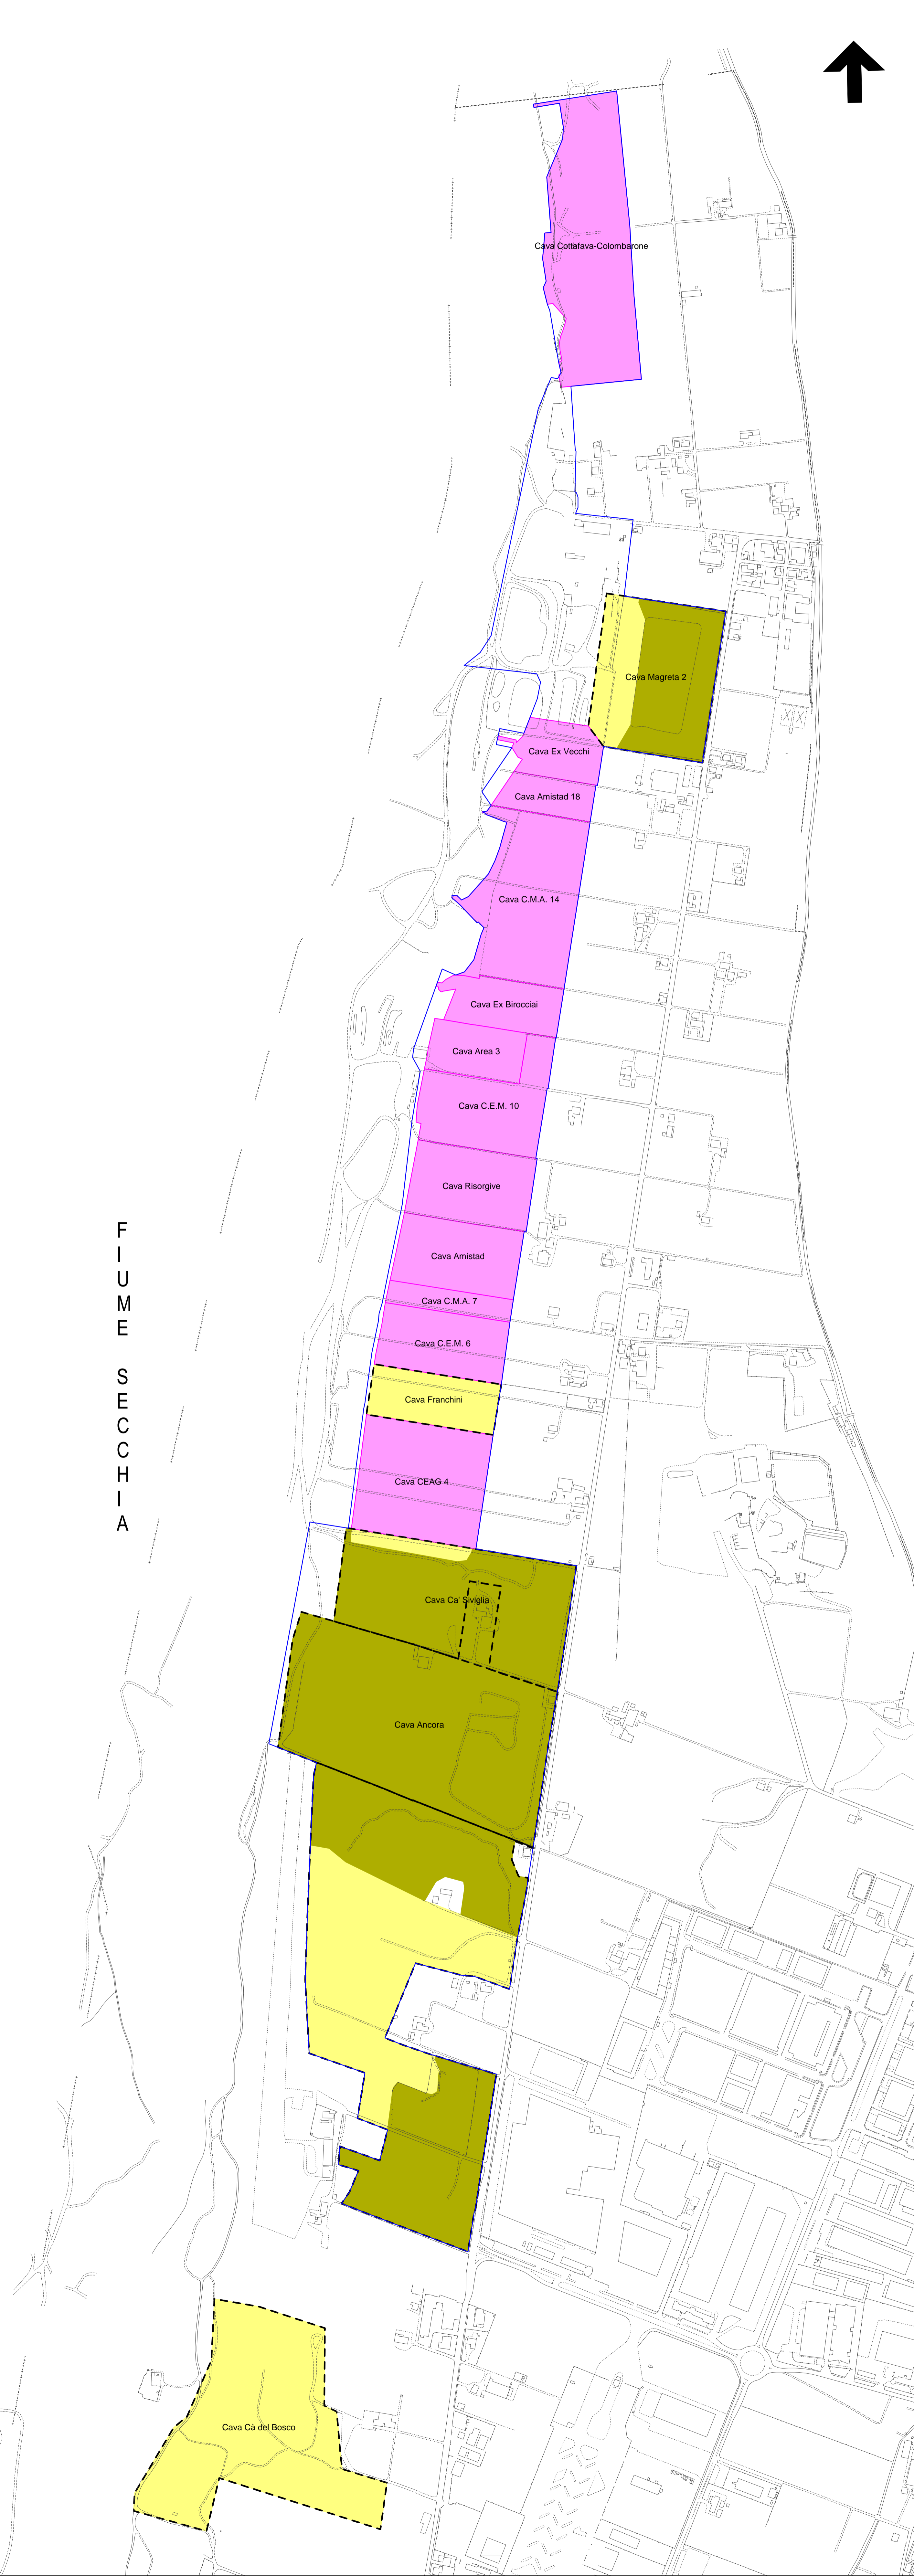 Cava Cottafava-Colombarone
Cava Magreta 2
Cava Ex Vecchi
Cava Amistad 18
Cava C.M.A. 14
Cava Ex Birocciai
Cava Area 3
Cava C.E.M. 10
Cava Risorgive
FIUME SECCHIA
Cava Amistad
Cava C.M.A. 7
Cava C.E.M. 6
Cava Franchini
Cava CEAG 4
Cava Ca' Siviglia
Cava Ancora
Cava Cà del Bosco